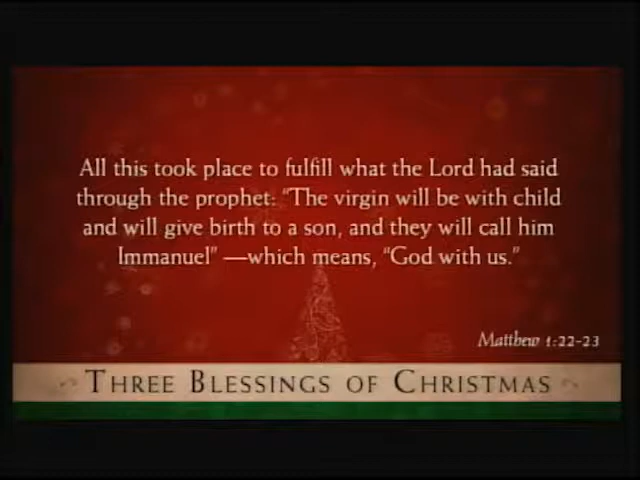 All this took place to fulfill what the Lord had said
through the prophet: “The virgin will be with child
and will give birth to a son, and they will call him
Immanuel” —which means, “God with us.”
Matthew 1:22-23
THREE BLESSINGS OF CHRISTMAS